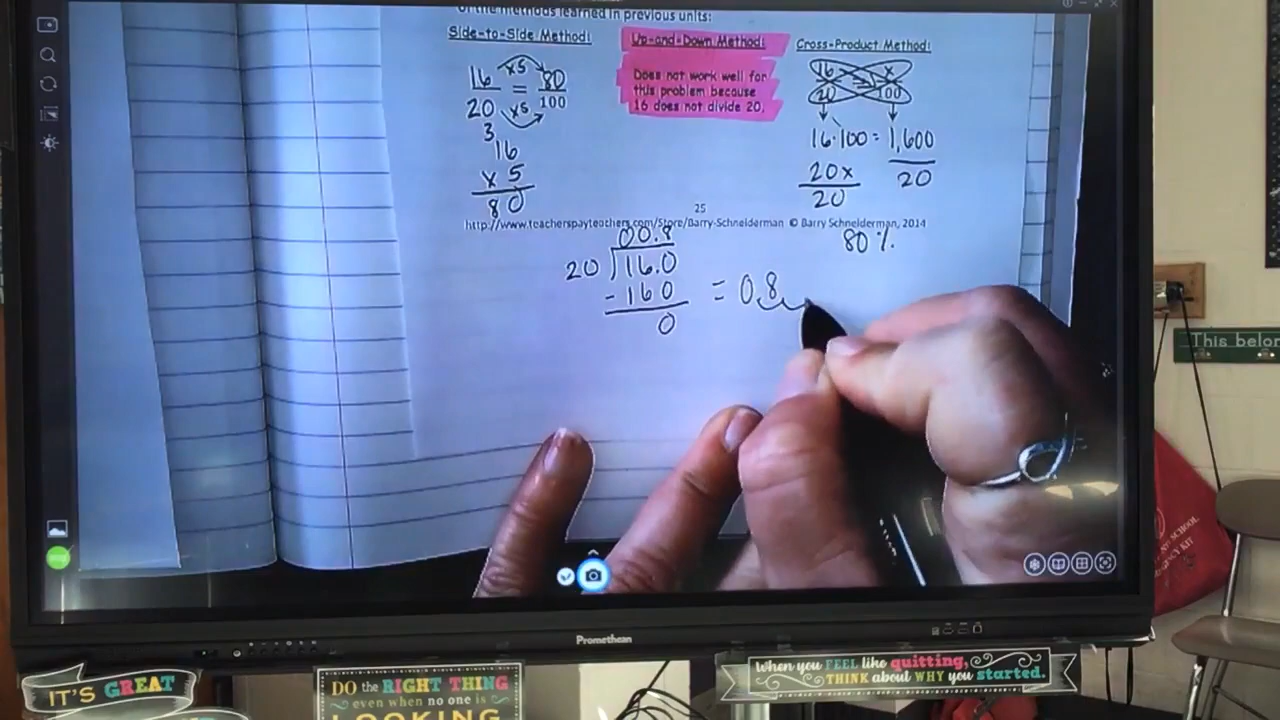 of the methods learned in previous units:
Side-to-Side Method:
16 x5 80
20 = 100
x5
3
16
x 5
80
Up-and-Down Method:
Does not work well for
this problem because
16 does not divide 20.
Cross-Product Method:
16 x
20 100
16·100 = 1,600
20x 20
20
80%
25
http://www.teacherspayteachers.com/Store/Barry-Schneiderman © Barry Schneiderman, 2014
00.8
20 16.0
-160
0
= 0.8
This belon
Promethean
IT'S GREAT
DO the RIGHT THING
even when no one is
LOOKING
When you FEEL like quitting,
THINK about WHY you started.